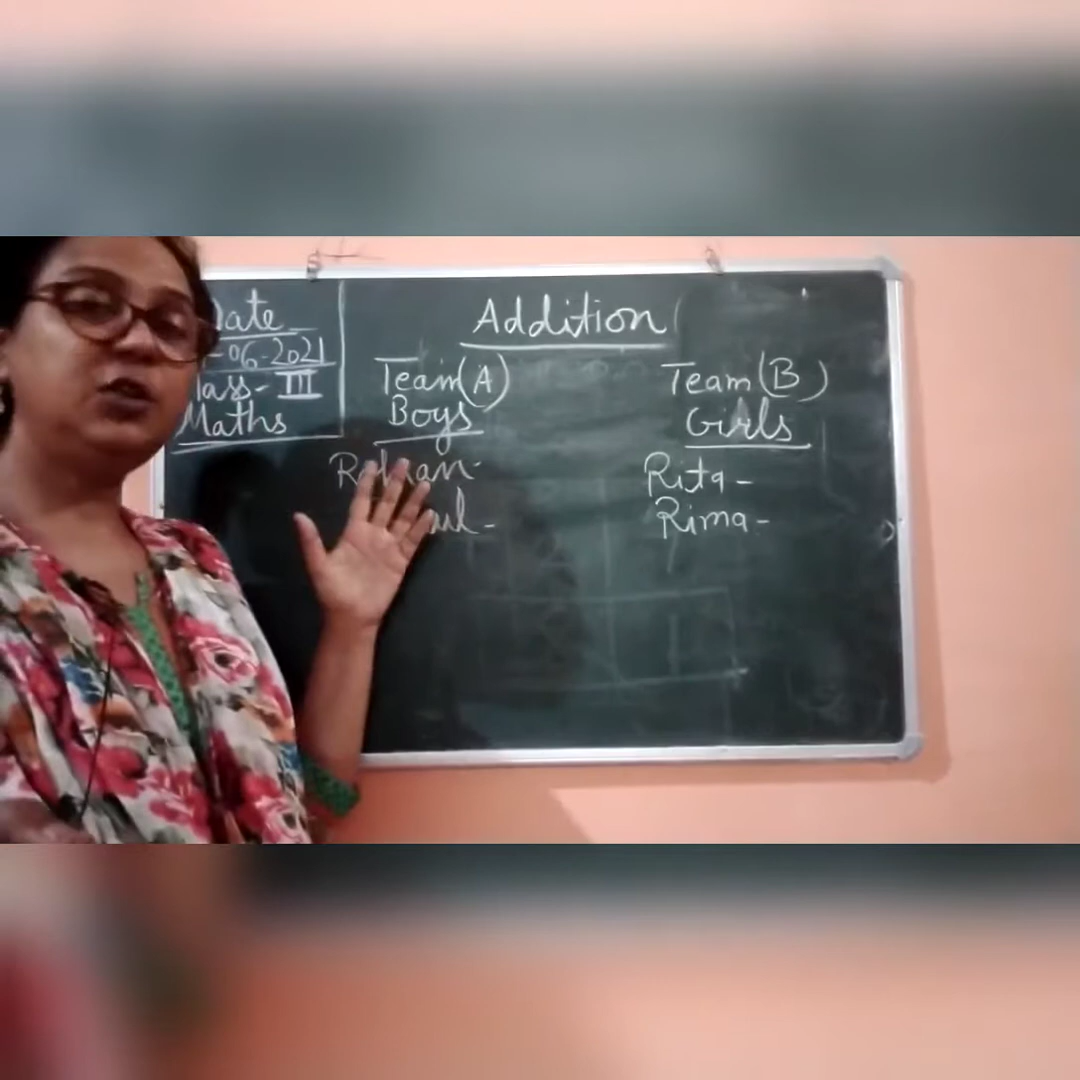 Date
-06-2021
Class- III
Maths
Addition
Team (A)
Boys
Team (B)
Girls
Rita -
Rima -